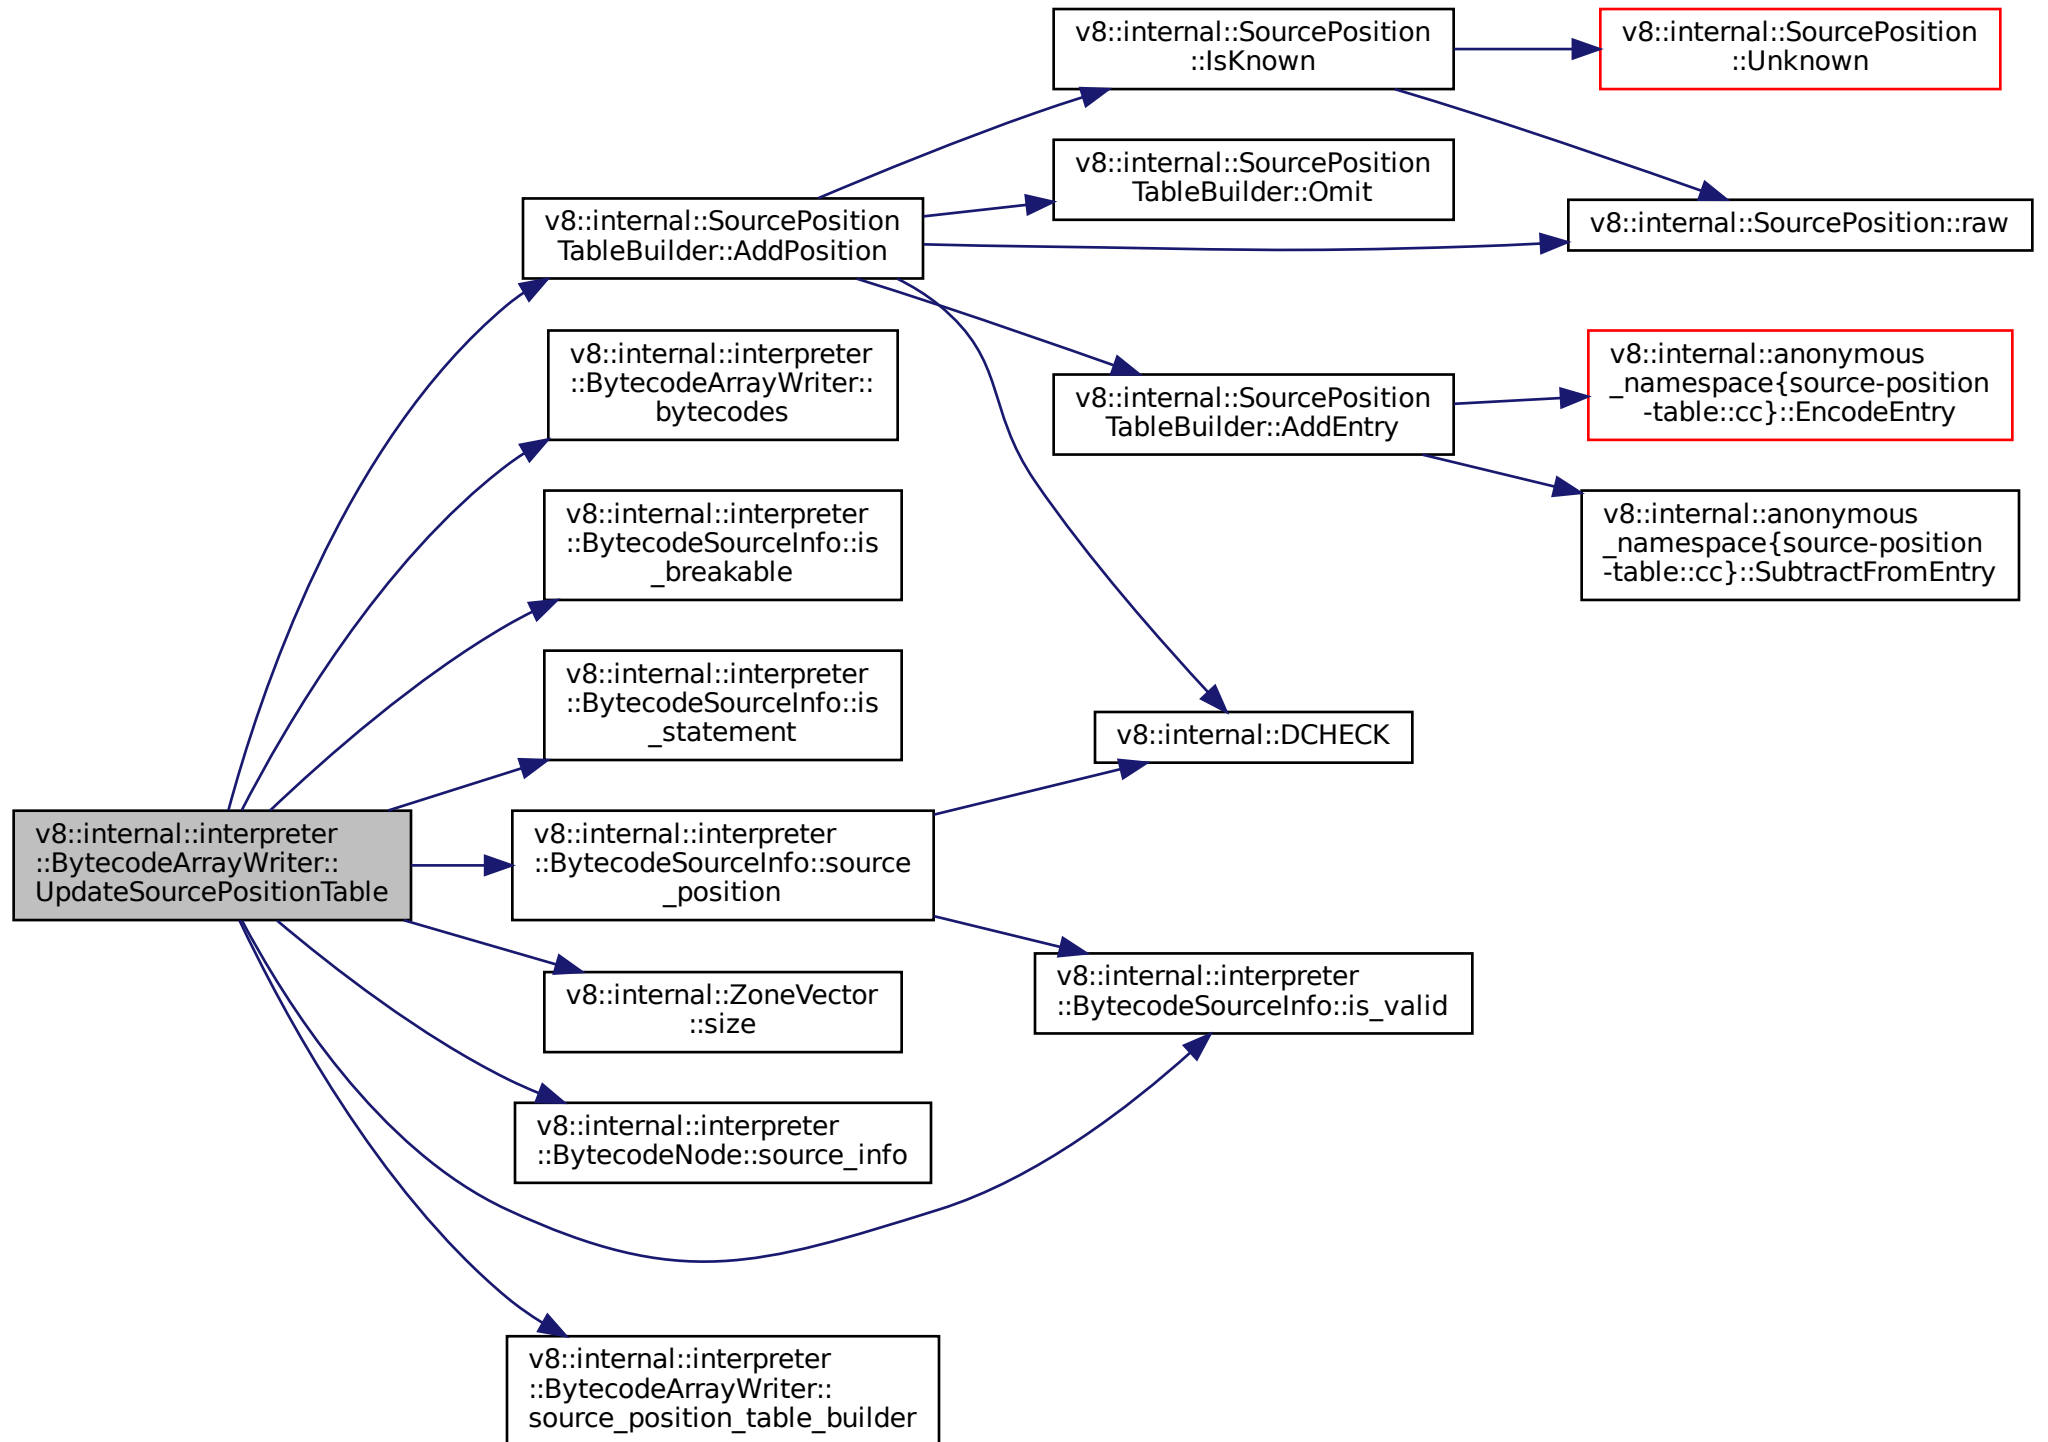 v8::internal::SourcePosition
::IsKnown
v8::internal::SourcePosition
::Unknown
v8::internal::SourcePosition
TableBuilder::Omit
v8::internal::SourcePosition
TableBuilder::AddPosition
v8::internal::SourcePosition::raw
v8::internal::interpreter
::BytecodeArrayWriter::
bytecodes
v8::internal::SourcePosition
TableBuilder::AddEntry
v8::internal::anonymous
_namespace{source-position
-table::cc}::EncodeEntry
v8::internal::interpreter
::BytecodeSourceInfo::is
_breakable
v8::internal::anonymous
_namespace{source-position
-table::cc}::SubtractFromEntry
v8::internal::interpreter
::BytecodeSourceInfo::is
_statement
v8::internal::DCHECK
v8::internal::interpreter
::BytecodeArrayWriter::
UpdateSourcePositionTable
v8::internal::interpreter
::BytecodeSourceInfo::source
_position
v8::internal::ZoneVector
::size
v8::internal::interpreter
::BytecodeSourceInfo::is_valid
v8::internal::interpreter
::BytecodeNode::source_info
v8::internal::interpreter
::BytecodeArrayWriter::
source_position_table_builder